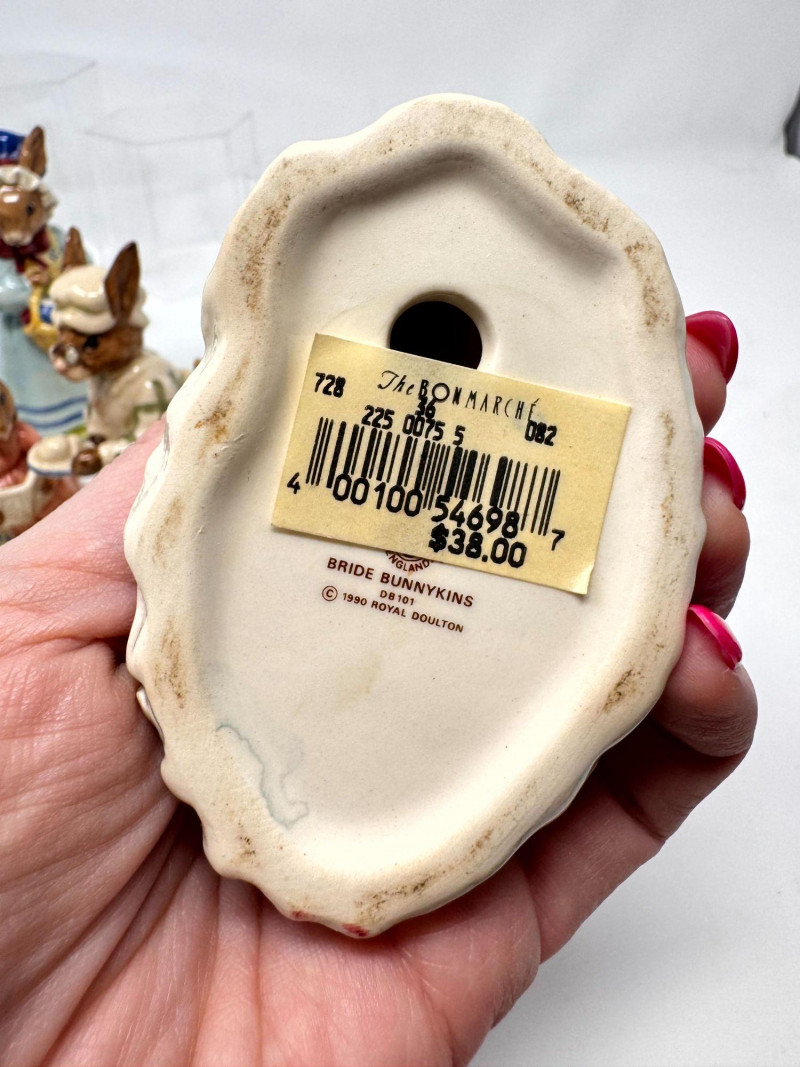 728 The BON MARCHÉ
36
225 0075 5 082
4 00100 54698 7
$38.00
ENGLAND
BRIDE BUNNYKINS
DB101
© 1990 ROYAL DOULTON